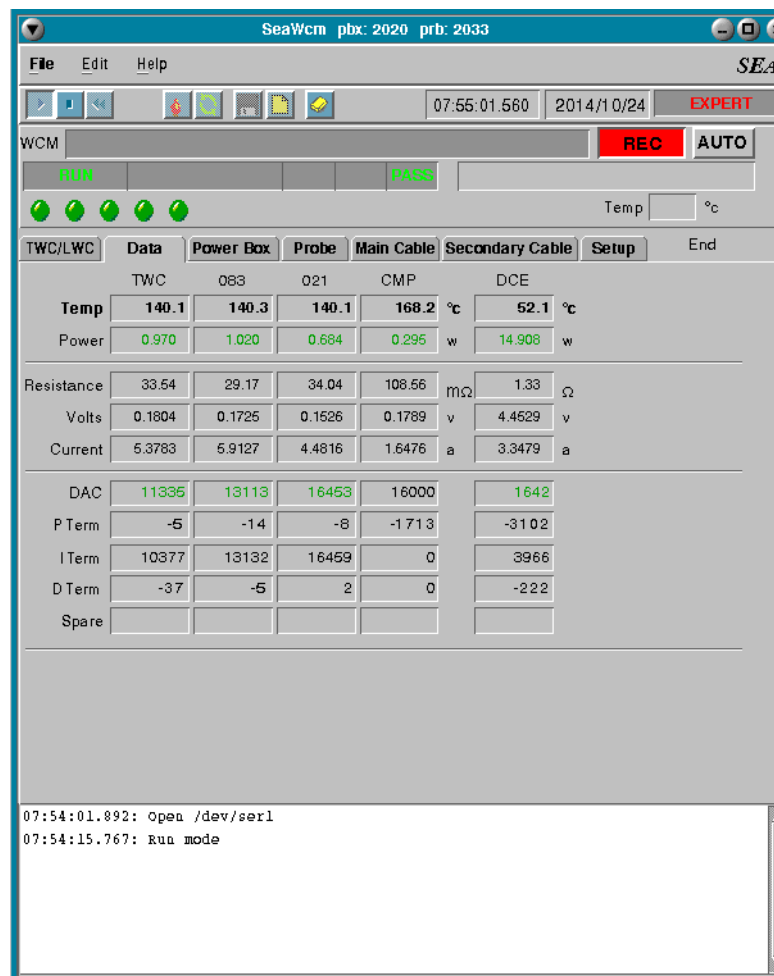 SeaWcm pbx: 2020 prb: 2033
File Edit Help SEA
07:55:01.560 2014/10/24 EXPERT
WCM REC AUTO
RUN PASS
Temp °c
TWC/LWC Data Power Box Probe Main Cable Secondary Cable Setup End
TWC 083 021 CMP DCE
Temp 140.1 140.3 140.1 168.2 °c 52.1 °c
Power 0.970 1.020 0.684 0.295 w 14.908 w
Resistance 33.54 29.17 34.04 108.56 mΩ 1.33 Ω
Volts 0.1804 0.1725 0.1526 0.1789 v 4.4529 v
Current 5.3783 5.9127 4.4816 1.6476 a 3.3479 a
DAC 11335 13113 16453 16000 1642
P Term -5 -14 -8 -1713 -3102
I Term 10377 13132 16459 0 3966
D Term -37 -5 2 0 -222
Spare
07:54:01.892: Open /dev/ser1
07:54:15.767: Run mode